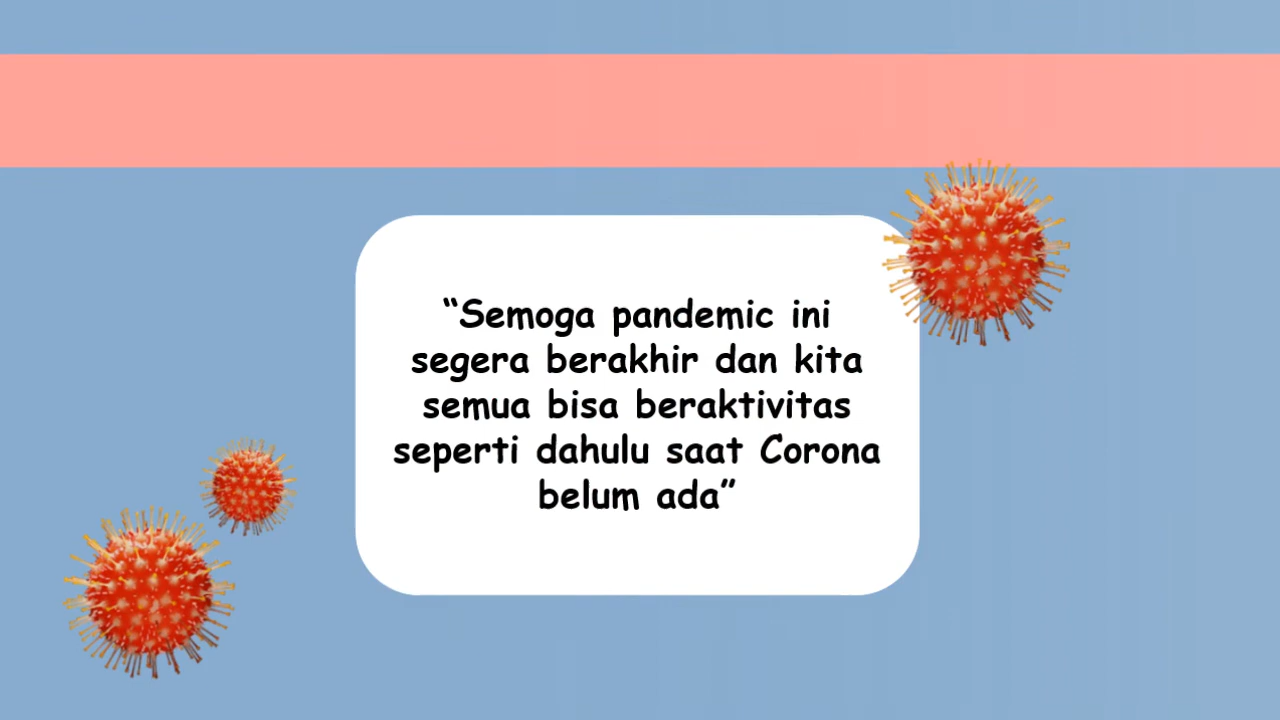 “Semoga pandemic ini
segera berakhir dan kita
semua bisa beraktivitas
seperti dahulu saat Corona
belum ada”